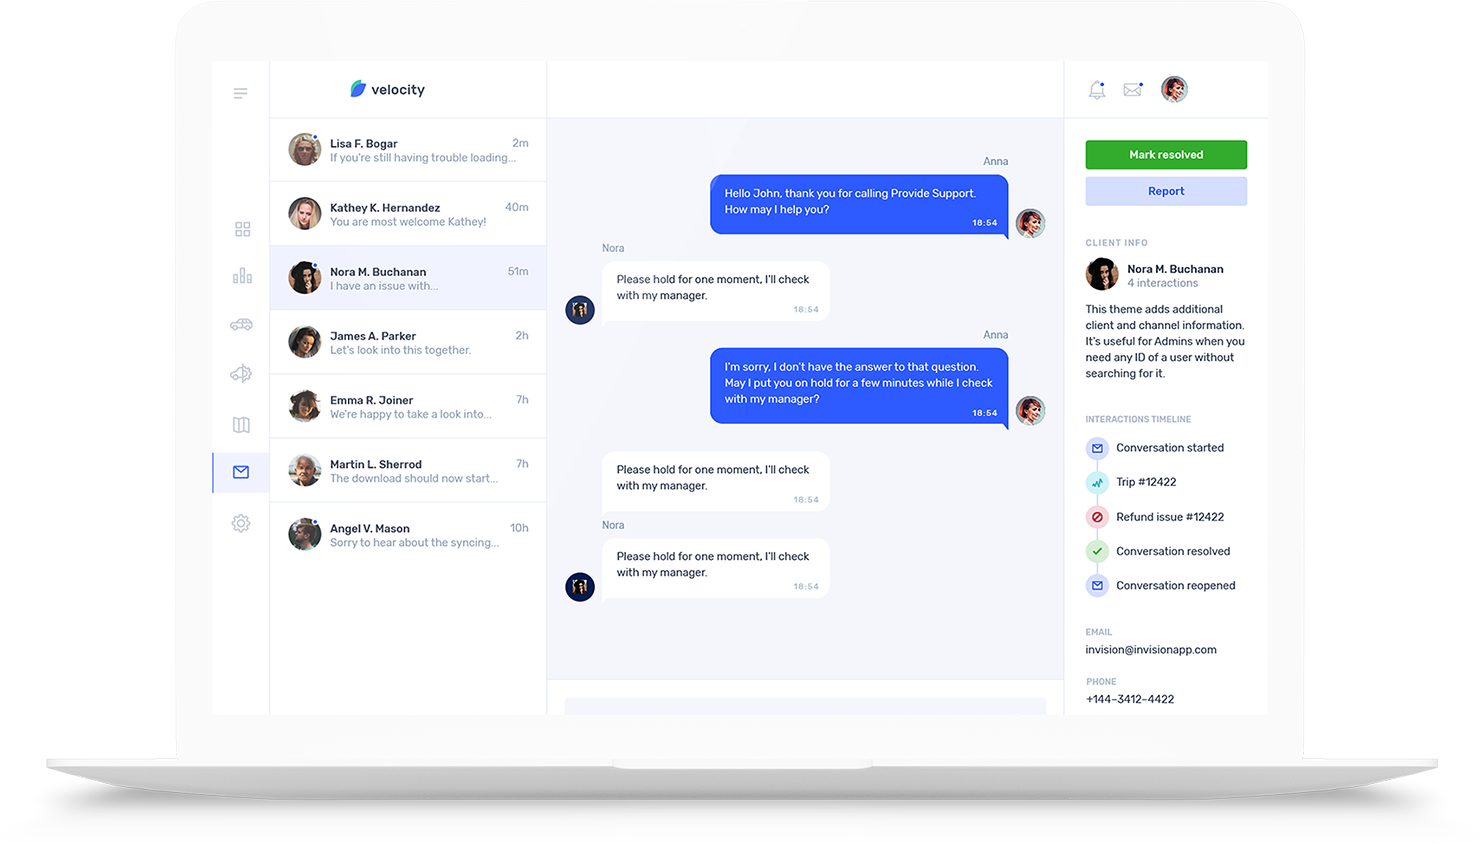 velocity
Lisa F. Bogar
2m
If you're still having trouble loading...
Kathey K. Hernandez
40m
You are most welcome Kathey!
Nora M. Buchanan
51m
I have an issue with...
James A. Parker
2h
Let's look into this together.
Emma R. Joiner
7h
We're happy to take a look into...
Martin L. Sherrod
7h
The download should now start...
Angel V. Mason
10h
Sorry to hear about the syncing...
Anna
Hello John, thank you for calling Provide Support.
How may I help you?
18:54
Nora
Please hold for one moment, I'll check
with my manager.
18:54
Anna
I'm sorry, I don't have the answer to that question.
May I put you on hold for a few minutes while I check
with my manager?
18:54
Please hold for one moment, I'll check
with my manager.
18:54
Nora
Please hold for one moment, I'll check
with my manager.
18:54
Mark resolved
Report
CLIENT INFO
Nora M. Buchanan
4 interactions
This theme adds additional
client and channel information.
It's useful for Admins when you
need any ID of a user without
searching for it.
INTERACTIONS TIMELINE
Conversation started
Trip #12422
Refund issue #12422
Conversation resolved
Conversation reopened
EMAIL
invision@invisionapp.com
PHONE
+144-3412-4422